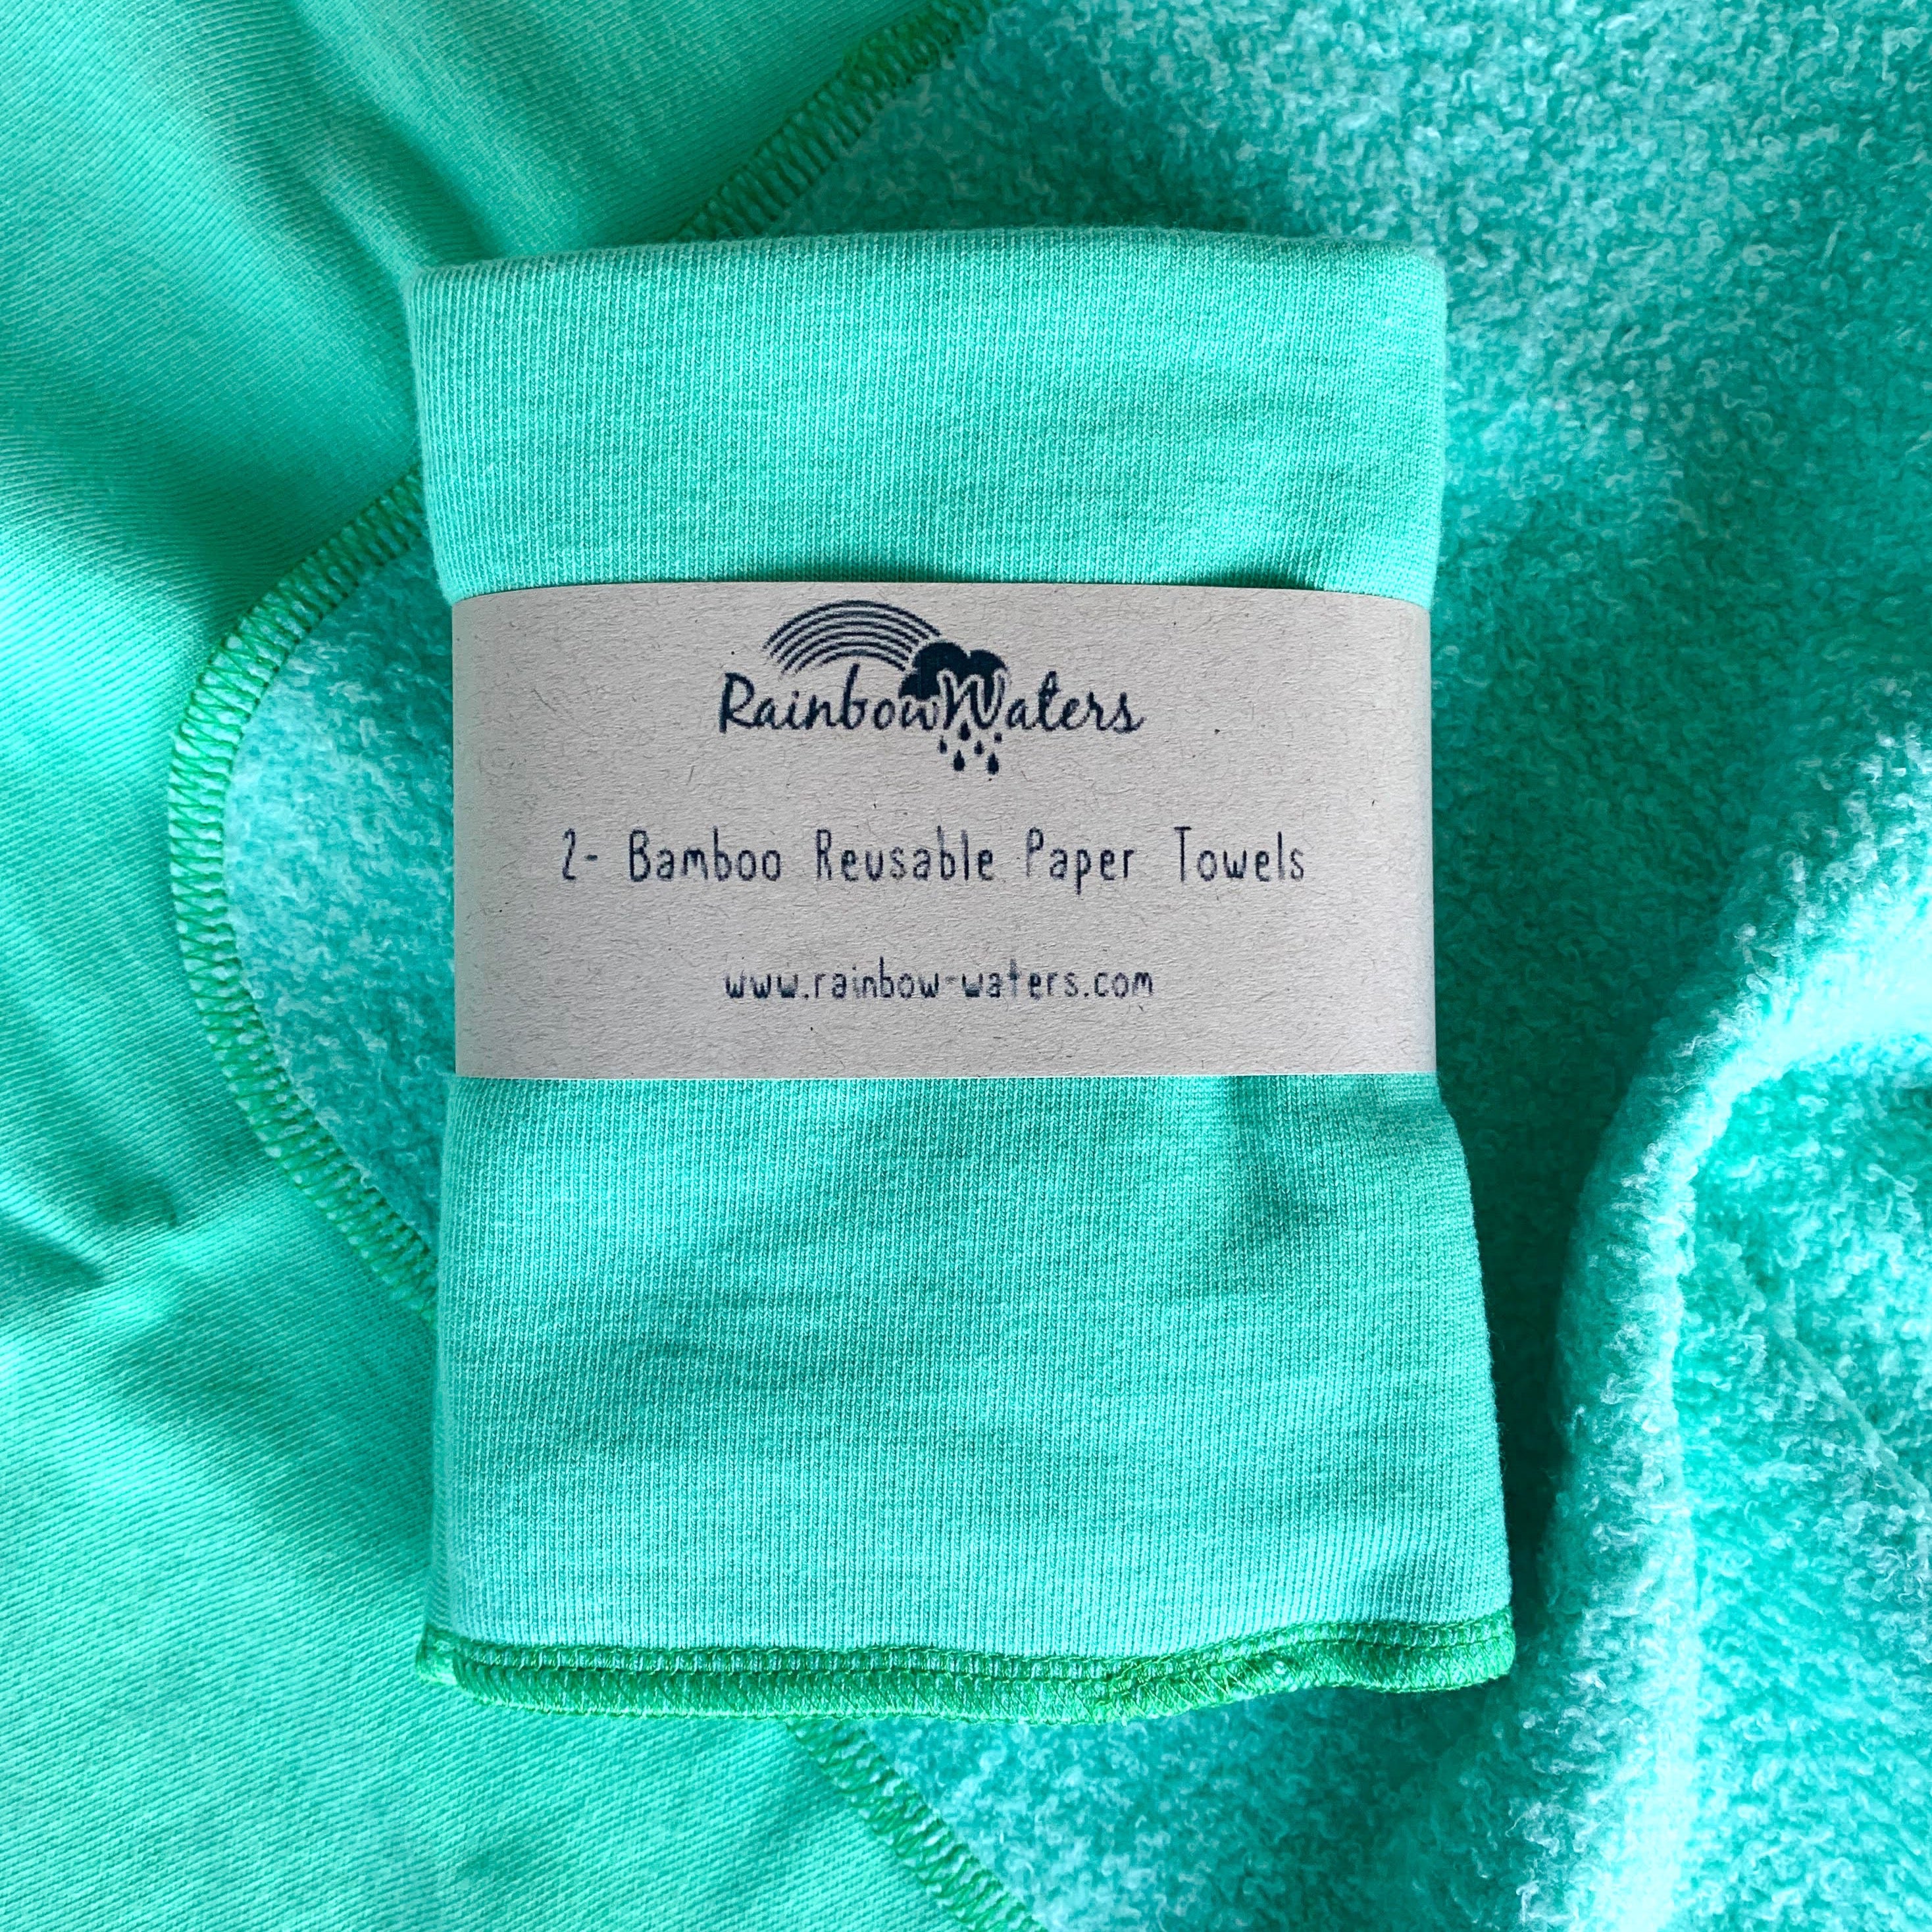 RainbowWaters
2- Bamboo Reusable Paper Towels
www.rainbow-waters.com